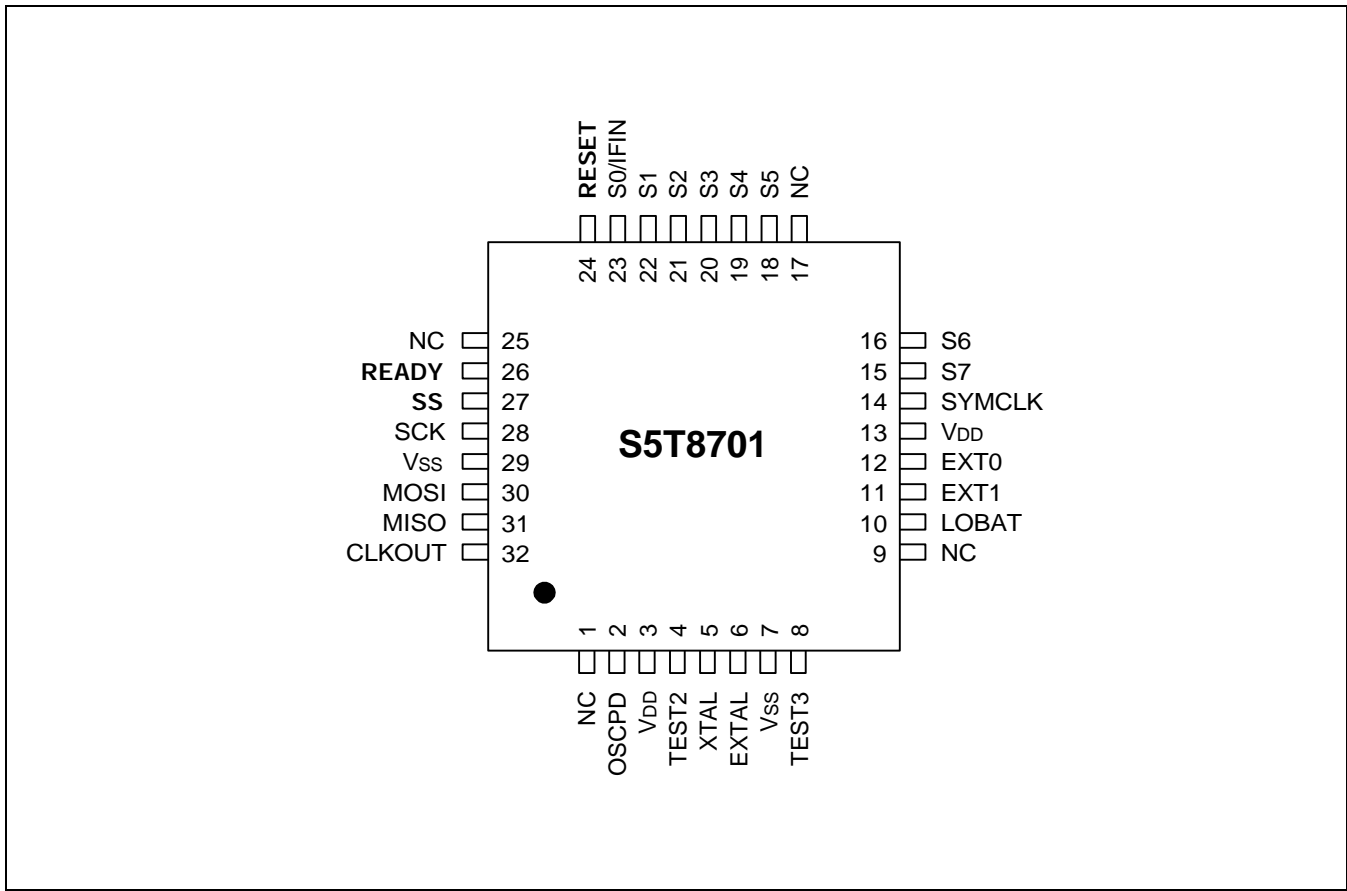 RESET
S0/IFIN
S1
S2
S3
S4
S5
NC
24
23
22
21
20
19
18
17
NC 25
READY 26
SS 27
SCK 28
VSS 29
MOSI 30
MISO 31
CLKOUT 32
S5T8701
16 S6
15 S7
14 SYMCLK
13 VDD
12 EXT0
11 EXT1
10 LOBAT
9 NC
1
2
3
4
5
6
7
8
NC
OSCPD
VDD
TEST2
XTAL
EXTAL
VSS
TEST3